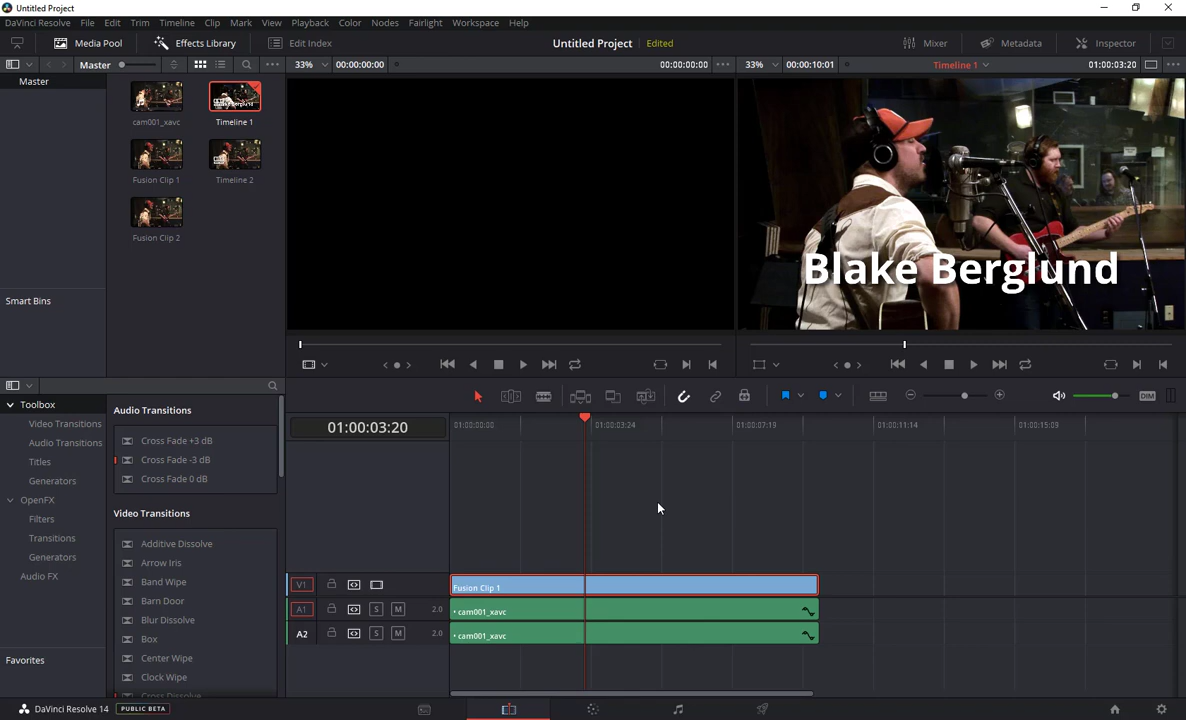 Untitled Project
DaVinci Resolve File Edit Trim Timeline Clip Mark View Playback Color Nodes Fairlight Workspace Help
Media Pool Effects Library Edit Index Untitled Project Edited Mixer Metadata Inspector
Master 33% 00:00:00:00 00:00:00:00 33% 00:00:10:01 Timeline 1 01:00:03:20
Master
cam001_xavc Timeline 1
Fusion Clip 1 Timeline 2
Fusion Clip 2
Blake Berglund
Smart Bins
Toolbox
Video Transitions
Audio Transitions
Titles
Generators
OpenFX
Filters
Transitions
Generators
Audio FX
Favorites
Audio Transitions
Cross Fade +3 dB
Cross Fade -3 dB
Cross Fade 0 dB
Video Transitions
Additive Dissolve
Arrow Iris
Band Wipe
Barn Door
Blur Dissolve
Box
Center Wipe
Clock Wipe
Cross Dissolve
DIM
01:00:03:20 01:00:00:00 01:00:03:24 01:00:07:19 01:00:11:14 01:00:15:09
V1 Fusion Clip 1
A1 S M 2.0 • cam001_xavc
A2 S M 2.0 • cam001_xavc
DaVinci Resolve 14 PUBLIC BETA